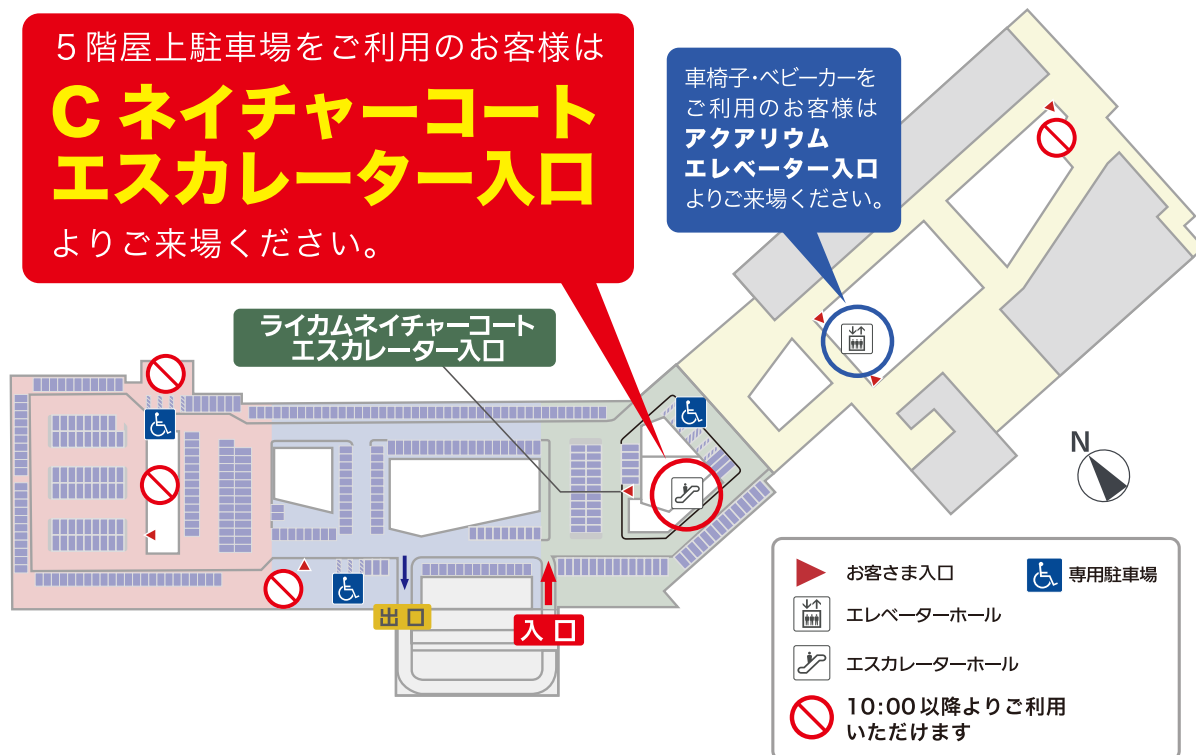 5階屋上駐車場をご利用のお客様は
C ネイチャーコート
エスカレーター入口
よりご来場ください。
車椅子・ベビーカーを
ご利用のお客様は
アクアリウム
エレベーター入口
よりご来場ください。
ライカムネイチャーコート
エスカレーター入口
出口
入口
N
お客さま入口
専用駐車場
エレベーターホール
エスカレーターホール
10:00以降よりご利用
いただけます